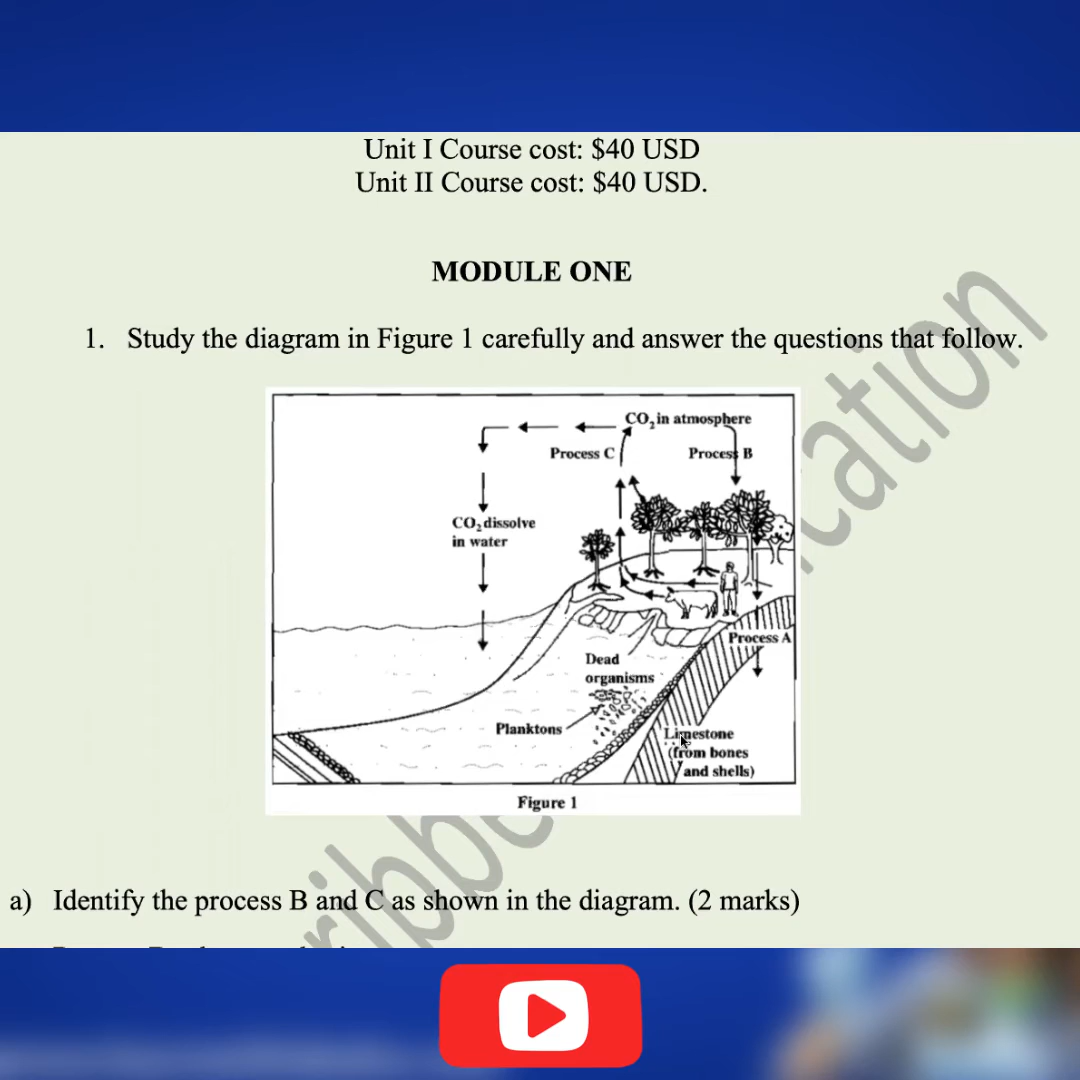 Unit I Course cost: $40 USD
Unit II Course cost: $40 USD.
MODULE ONE
1. Study the diagram in Figure 1 carefully and answer the questions that follow.
CO2 in atmosphere
Process C
Process B
CO2 dissolve
in water
Process A
Dead
organisms
Planktons
Limestone
(from bones
and shells)
Figure 1
a) Identify the process B and C as shown in the diagram. (2 marks)